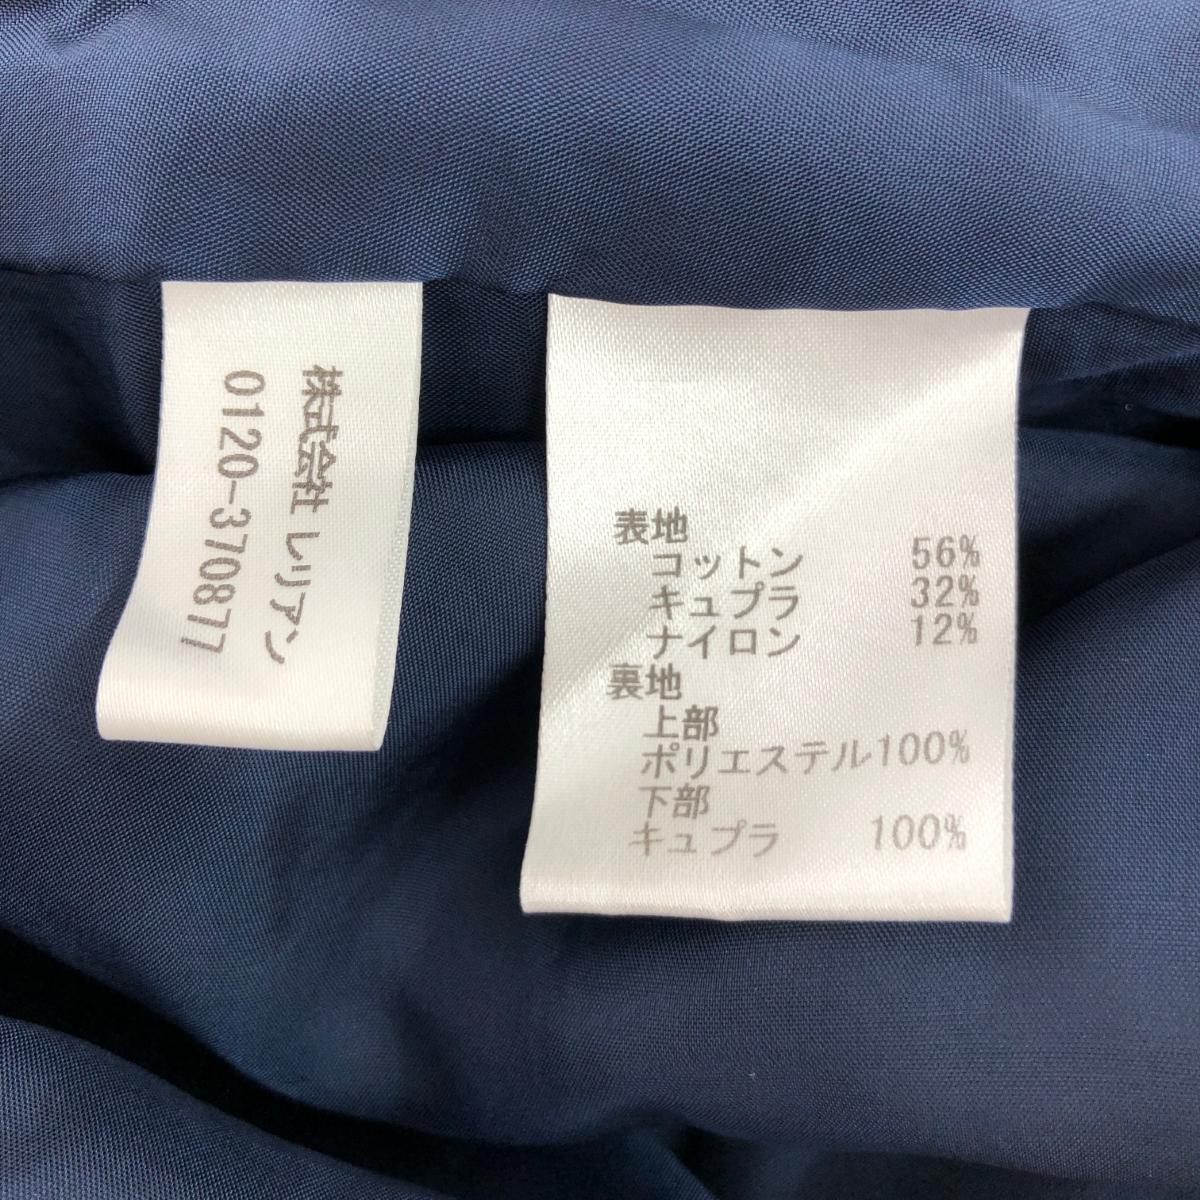 株式会社 レリアン
0120-370877
表地
コットン 56%
キュプラ 32%
ナイロン 12%
裏地
上部
ポリエステル100%
下部
キュプラ 100%